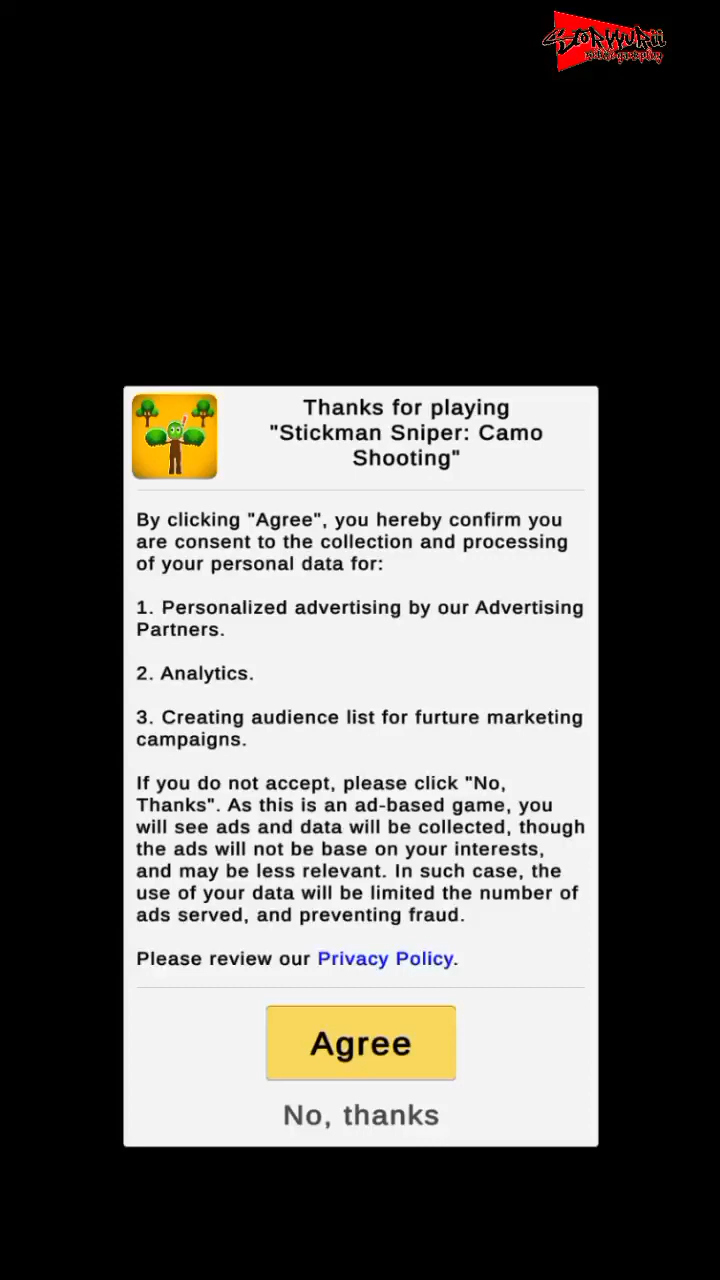 STORYYURii
Thanks for playing
"Stickman Sniper: Camo
Shooting"
By clicking "Agree", you hereby confirm you
are consent to the collection and processing
of your personal data for:
1. Personalized advertising by our Advertising
Partners.
2. Analytics.
3. Creating audience list for furture marketing
campaigns.
If you do not accept, please click "No,
Thanks". As this is an ad-based game, you
will see ads and data will be collected, though
the ads will not be base on your interests,
and may be less relevant. In such case, the
use of your data will be limited the number of
ads served, and preventing fraud.
Please review our Privacy Policy.
Agree
No, thanks